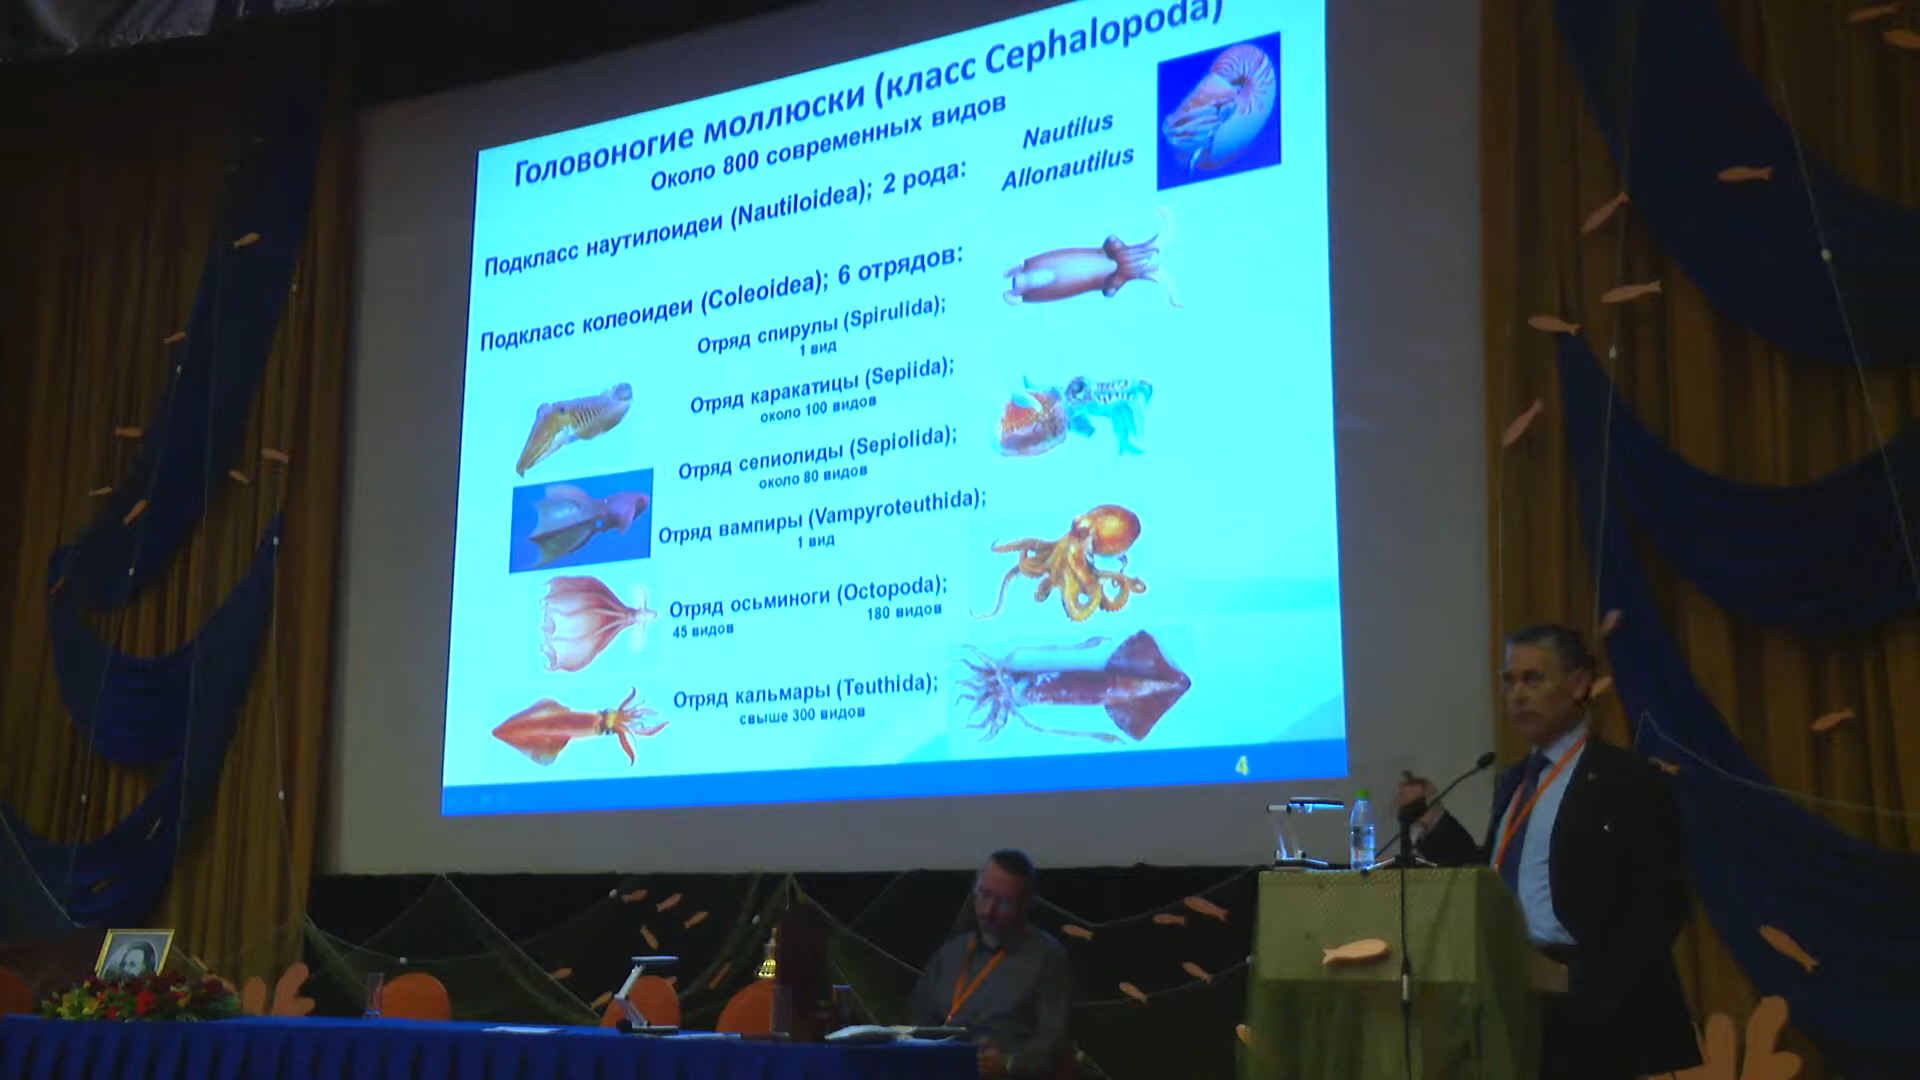 Головоногие моллюски (класс Cephalopoda)
Около 800 современных видов
Подкласс наутилоидеи (Nautiloidea); 2 рода:
Nautilus
Allonautilus
Подкласс колеоидеи (Coleoidea); 6 отрядов:
Отряд спирулы (Spirulida);
1 вид
Отряд каракатицы (Sepiida);
около 100 видов
Отряд сепиолиды (Sepiolida);
около 80 видов
Отряд вампиры (Vampyroteuthida);
1 вид
Отряд осьминоги (Octopoda);
45 видов 180 видов
Отряд кальмары (Teuthida);
свыше 300 видов
4